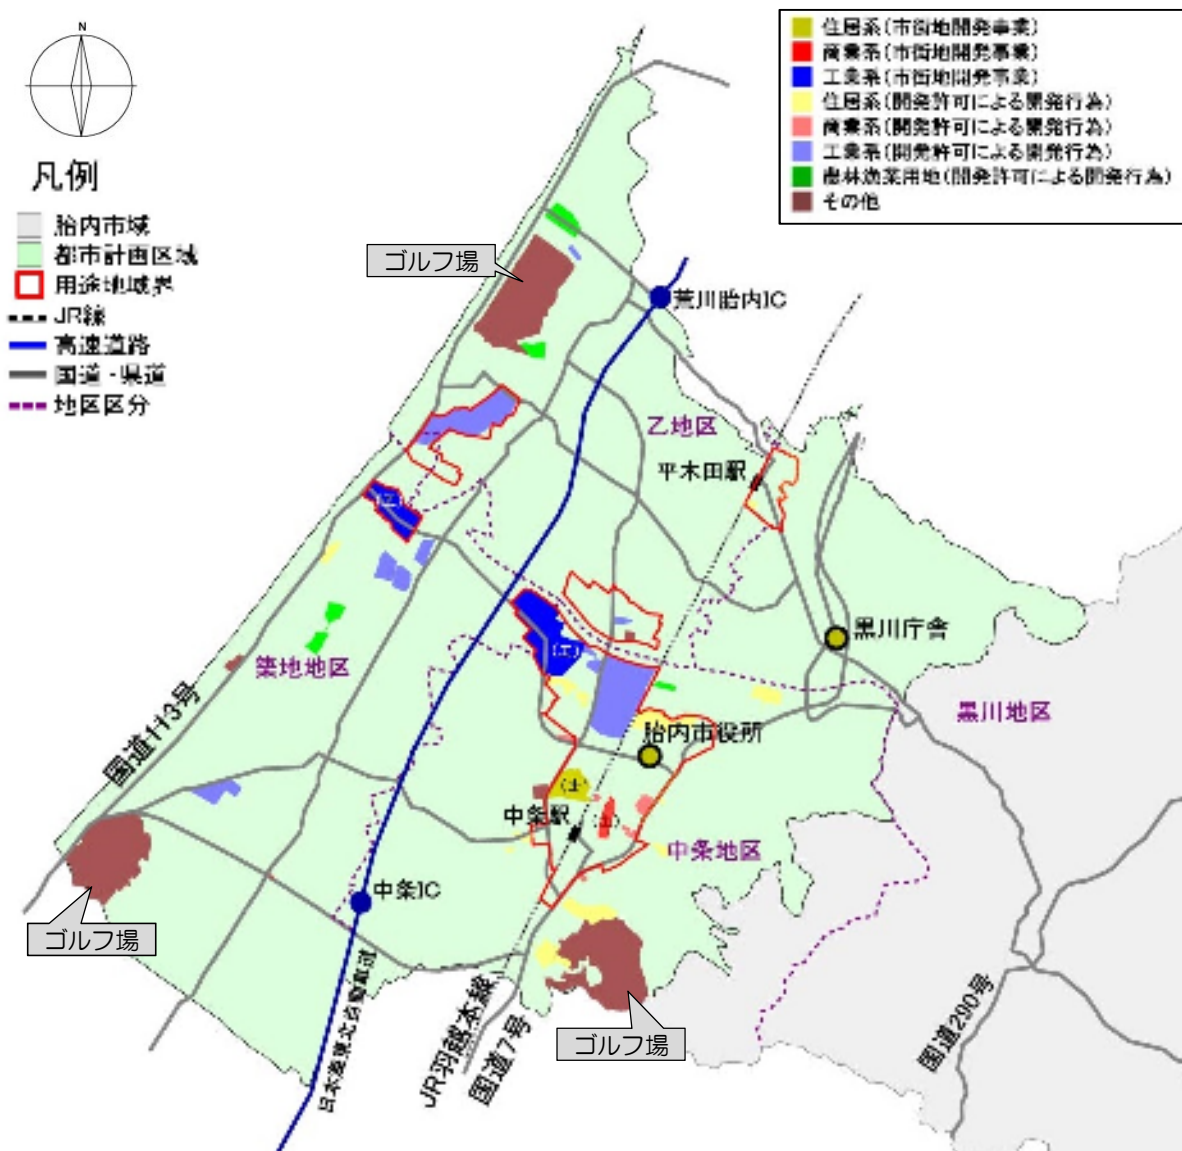 N
凡例
胎内市域
都市計画区域
用途地域界
JR線
高速道路
国道・県道
地区区分
住居系(市街地開発事業)
商業系(市街地開発事業)
工業系(市街地開発事業)
住居系(開発許可による開発行為)
商業系(開発許可による開発行為)
工業系(開発許可による開発行為)
農林漁業用地(開発許可による開発行為)
その他
ゴルフ場
荒川胎内IC
乙地区
平木田駅
(工)
黒川庁舎
(工)
築地地区
黒川地区
国道113号
胎内市役所
(土)
中条駅
(土)
中条地区
中条IC
ゴルフ場
日本海東北自動車道
JR羽越本線
国道7号
ゴルフ場
国道290号